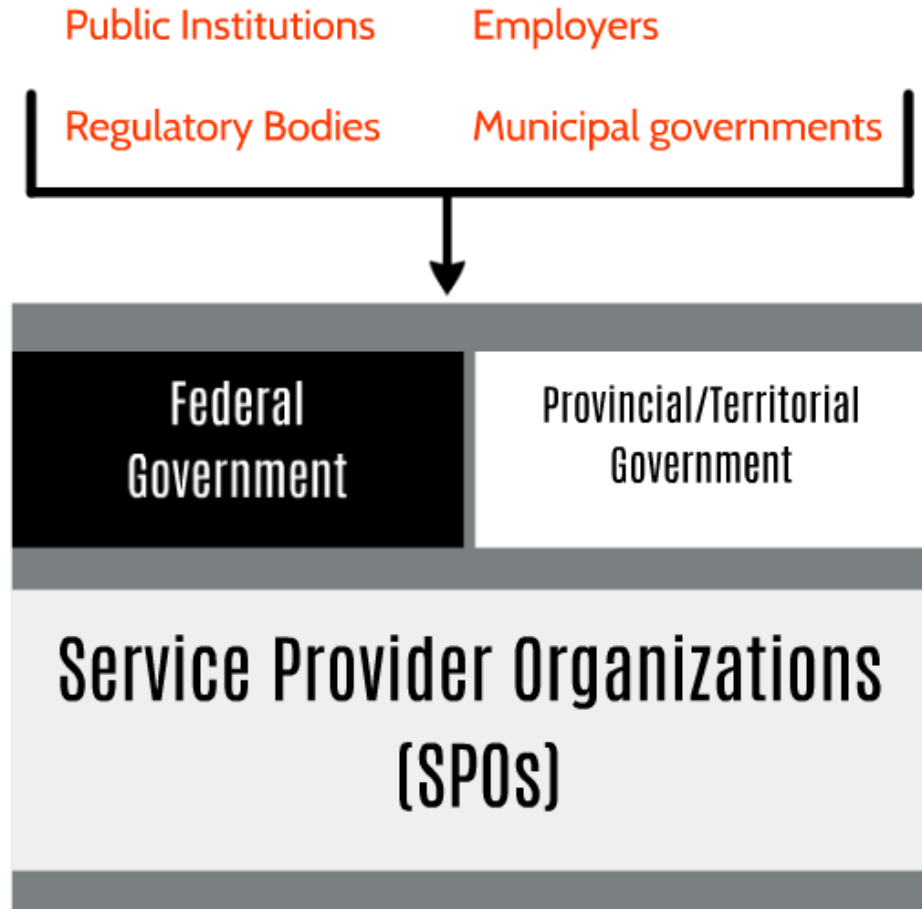 Public Institutions
Employers
Regulatory Bodies
Municipal governments
Federal
Government
Provincial/Territorial
Government
Service Provider Organizations
(SPOs)